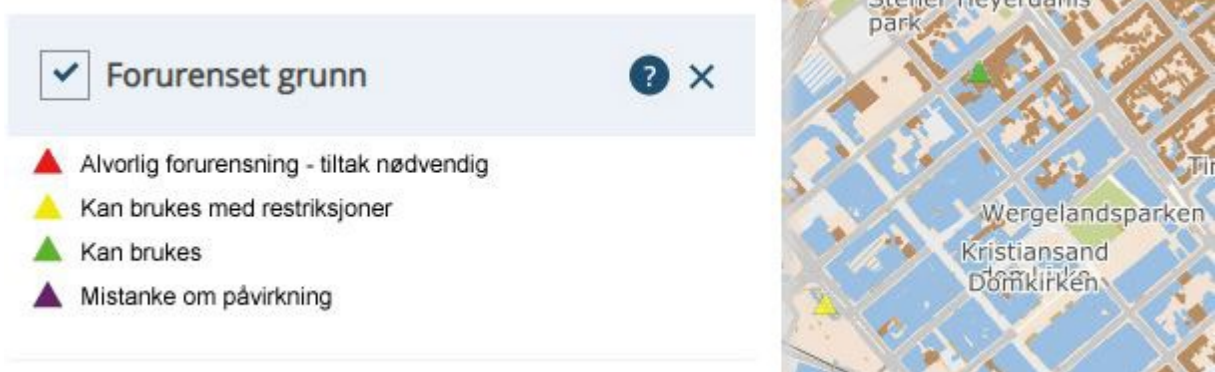 Forurenset grunn
?
Alvorlig forurensning - tiltak nødvendig
Kan brukes med restriksjoner
Kan brukes
Mistanke om påvirkning
park
Wergelandsparken
Kristiansand
domkirke
Domkirken